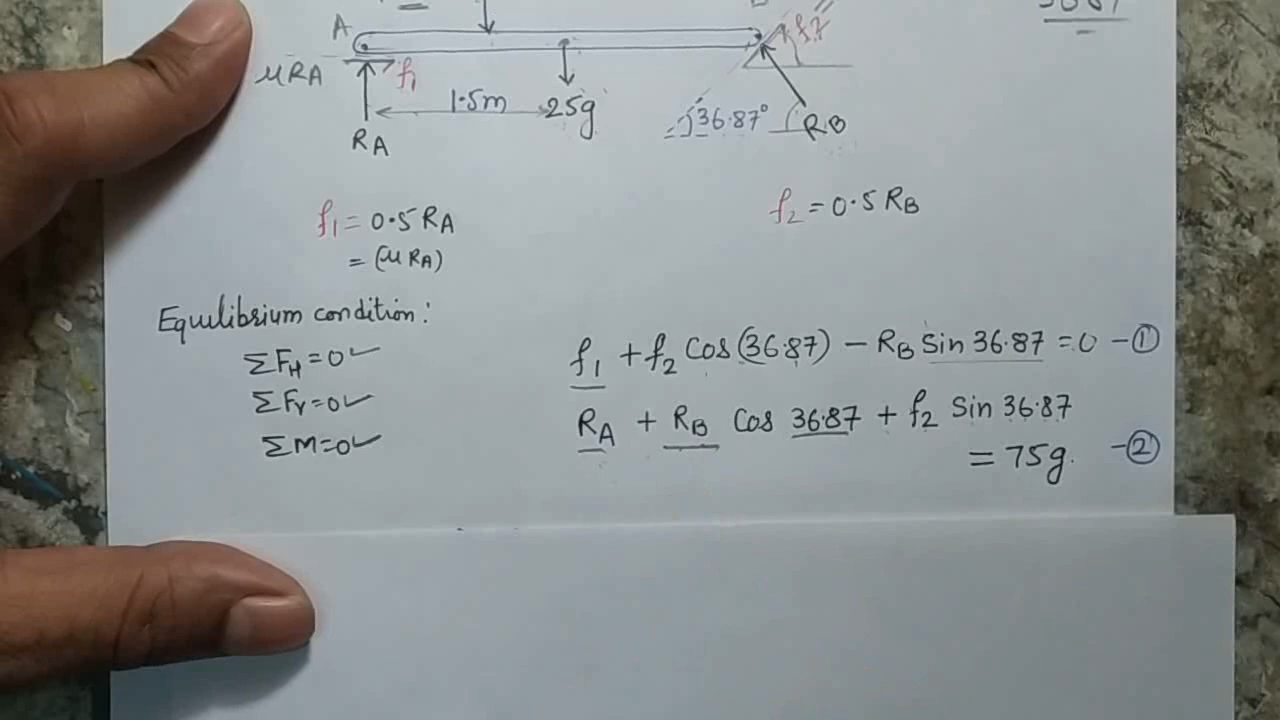 A
μRA
f₁
1.5m
25g
36.87°
RB
RA
f₁ = 0.5 RA
= (μ RA)
f₂ = 0.5 RB
Equilibrium condition:
ΣFH = 0 ✓
ΣFV = 0 ✓
ΣM = 0 ✓
f₁ + f₂ Cos (36.87) − RB Sin 36.87 = 0 −①
RA + RB Cos 36.87 + f₂ Sin 36.87
= 75g. −②